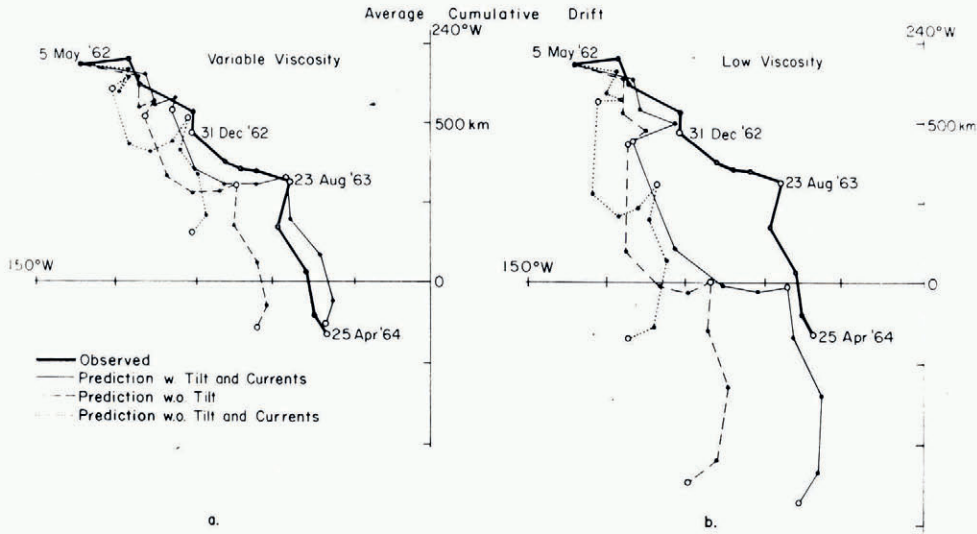 Average Cumulative Drift
240°W
240°W
5 May '62
Variable Viscosity
5 May '62
Low Viscosity
500 km
500 km
31 Dec '62
31 Dec '62
23 Aug '63
23 Aug '63
150°W
0
150°W
0
25 Apr '64
25 Apr '64
Observed
Prediction w. Tilt and Currents
Prediction w.o. Tilt
Prediction w.o. Tilt and Currents
a.
b.